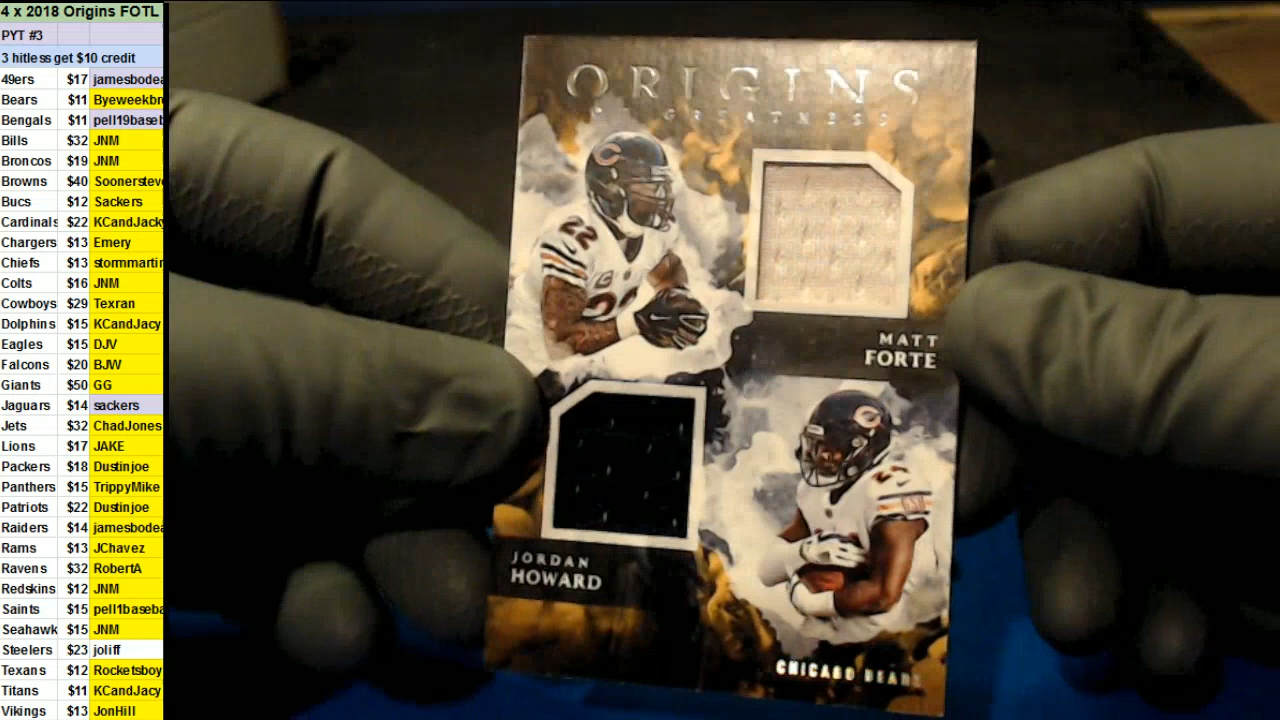 4 x 2018 Origins FOTL
PYT #3
3 hitless get $10 credit
49ers $17 jamesbodea
Bears $11 Byeweekbr
Bengals $11 pell19baseb
Bills $32 JNM
Broncos $19 JNM
Browns $40 Soonersteve
Bucs $12 Sackers
Cardinals $22 KCandJacky
Chargers $13 Emery
Chiefs $13 stormmartin
Colts $16 JNM
Cowboys $29 Texran
Dolphins $15 KCandJacy
Eagles $15 DJV
Falcons $20 BJW
Giants $50 GG
Jaguars $14 sackers
Jets $32 ChadJones
Lions $17 JAKE
Packers $18 Dustinjoe
Panthers $15 TrippyMike
Patriots $22 Dustinjoe
Raiders $14 jamesbodea
Rams $13 JChavez
Ravens $32 RobertA
Redskins $12 JNM
Saints $15 pell1baseba
Seahawk $15 JNM
Steelers $23 joliff
Texans $12 Rocketsboy
Titans $11 KCandJacy
Vikings $13 JonHill
ORIGINS
OF GREATNESS
22
C
22
MATT
FORTE
JORDAN
HOWARD
24
CHICAGO BEARS